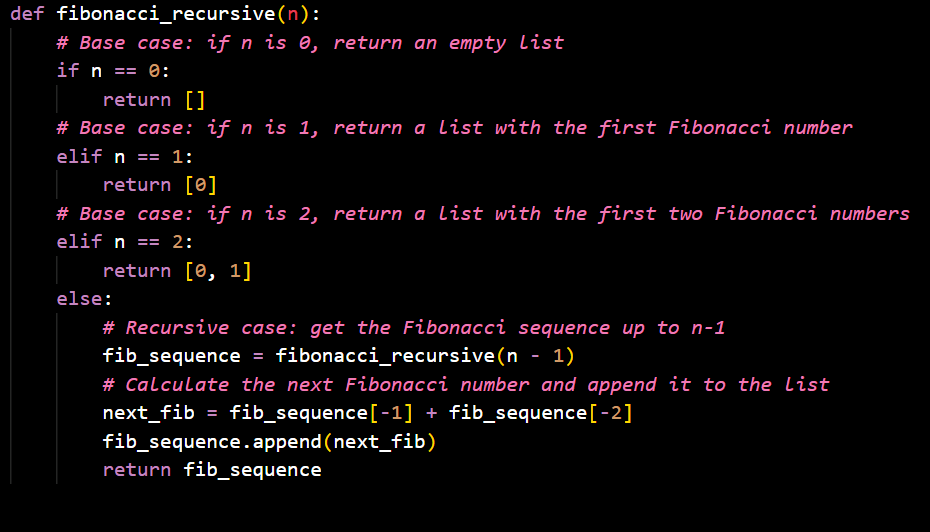 def fibonacci_recursive(n):
    # Base case: if n is 0, return an empty list
    if n == 0:
        return []
    # Base case: if n is 1, return a list with the first Fibonacci number
    elif n == 1:
        return [0]
    # Base case: if n is 2, return a list with the first two Fibonacci numbers
    elif n == 2:
        return [0, 1]
    else:
        # Recursive case: get the Fibonacci sequence up to n-1
        fib_sequence = fibonacci_recursive(n - 1)
        # Calculate the next Fibonacci number and append it to the list
        next_fib = fib_sequence[-1] + fib_sequence[-2]
        fib_sequence.append(next_fib)
        return fib_sequence